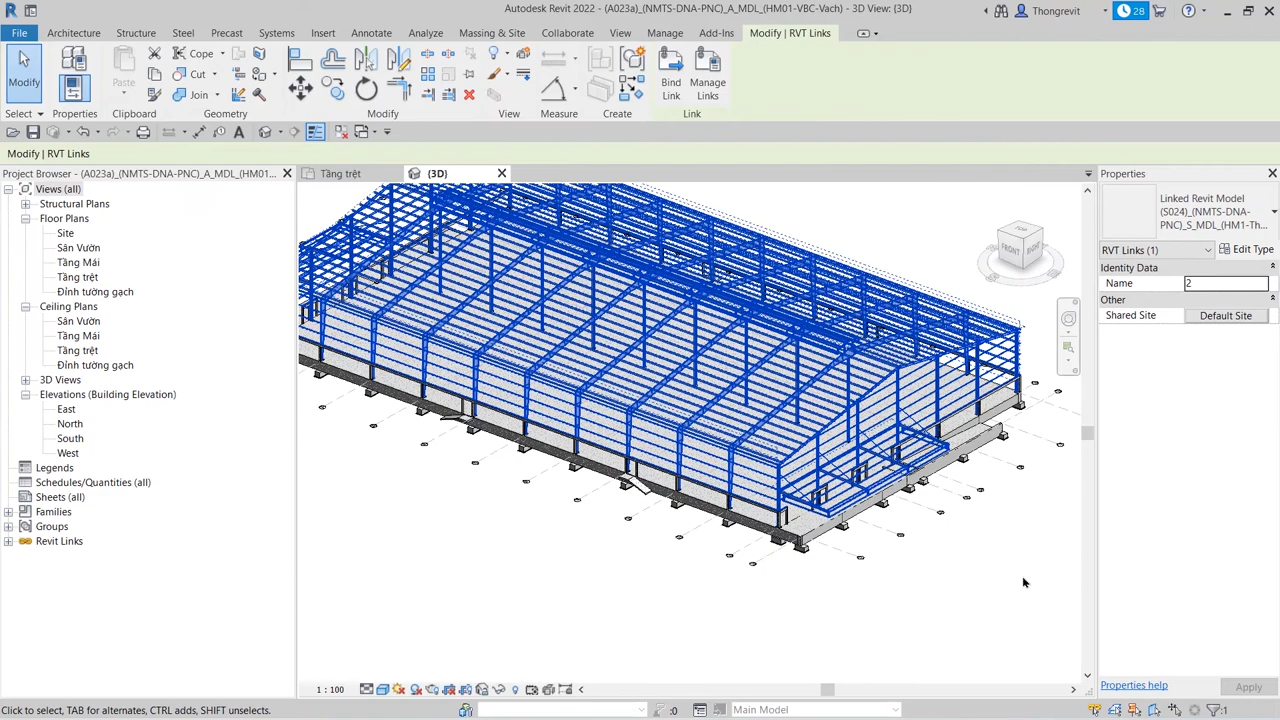 Autodesk Revit 2022 - (A023a)_(NMTS-DNA-PNC)_A_MDL_(HM01-VBC-Vach) - 3D View: {3D}
Thongrevit
28
File
Architecture
Structure
Steel
Precast
Systems
Insert
Annotate
Analyze
Massing & Site
Collaborate
View
Manage
Add-Ins
Modify | RVT Links
Modify
Paste
Cope
Cut
Join
Bind Link
Manage Links
Select
Properties
Clipboard
Geometry
Modify
View
Measure
Create
Link
Modify | RVT Links
Project Browser - (A023a)_(NMTS-DNA-PNC)_A_MDL_(HM01...
Tầng trệt
{3D}
Properties
Views (all)
Structural Plans
Floor Plans
Site
Sân Vườn
Tầng Mái
Tầng trệt
Đỉnh tường gạch
Ceiling Plans
Sân Vườn
Tầng Mái
Tầng trệt
Đỉnh tường gạch
3D Views
Elevations (Building Elevation)
East
North
South
West
Legends
Schedules/Quantities (all)
Sheets (all)
Families
Groups
Revit Links
TOP
FRONT
RIGHT
Linked Revit Model
(S024)_(NMTS-DNA-
PNC)_S_MDL_(HM1-Th...
RVT Links (1)
Edit Type
Identity Data
Name
2
Other
Shared Site
Default Site
Properties help
Apply
1 : 100
Click to select, TAB for alternates, CTRL adds, SHIFT unselects.
:0
Main Model
:1